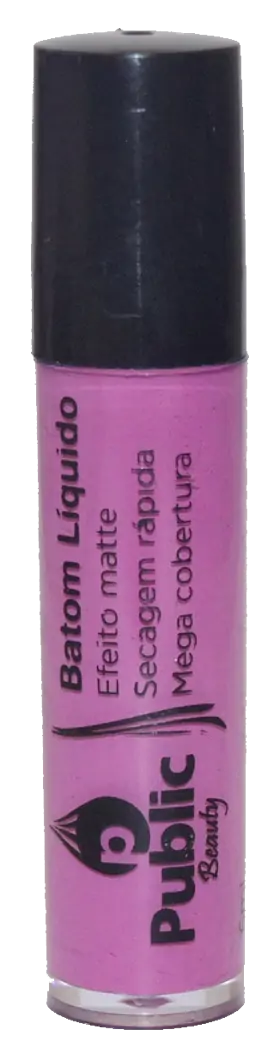 Batom Líquido
Efeito matte
Secagem rápida
Mega cobertura
Public
Beauty